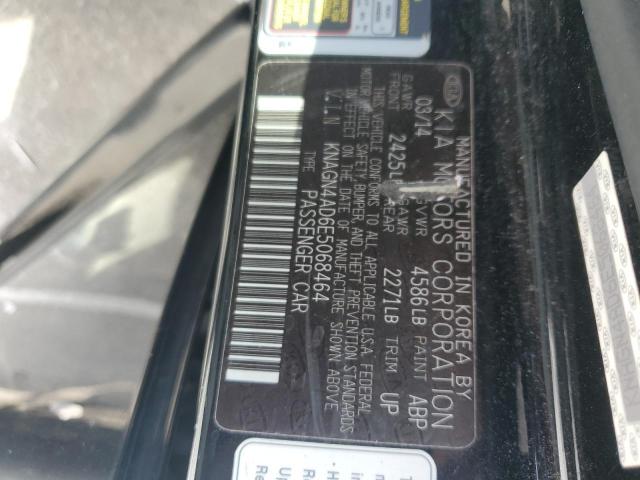 KIA
MANUFACTURED IN KOREA BY
KIA MOTORS CORPORATION
03/14 GVWR 4586LB PAINT ABP
GAWR FRONT 2425LB GAWR REAR 2271LB TRIM UP
THIS VEHICLE CONFORMS TO ALL APPLICABLE U.S.A. FEDERAL
MOTOR VEHICLE SAFETY, BUMPER, AND THEFT PREVENTION STANDARDS
IN EFFECT ON THE DATE OF MANUFACTURE SHOWN ABOVE
V.I.N KNAGN4AD6E5068464
TYPE PASSENGER CAR